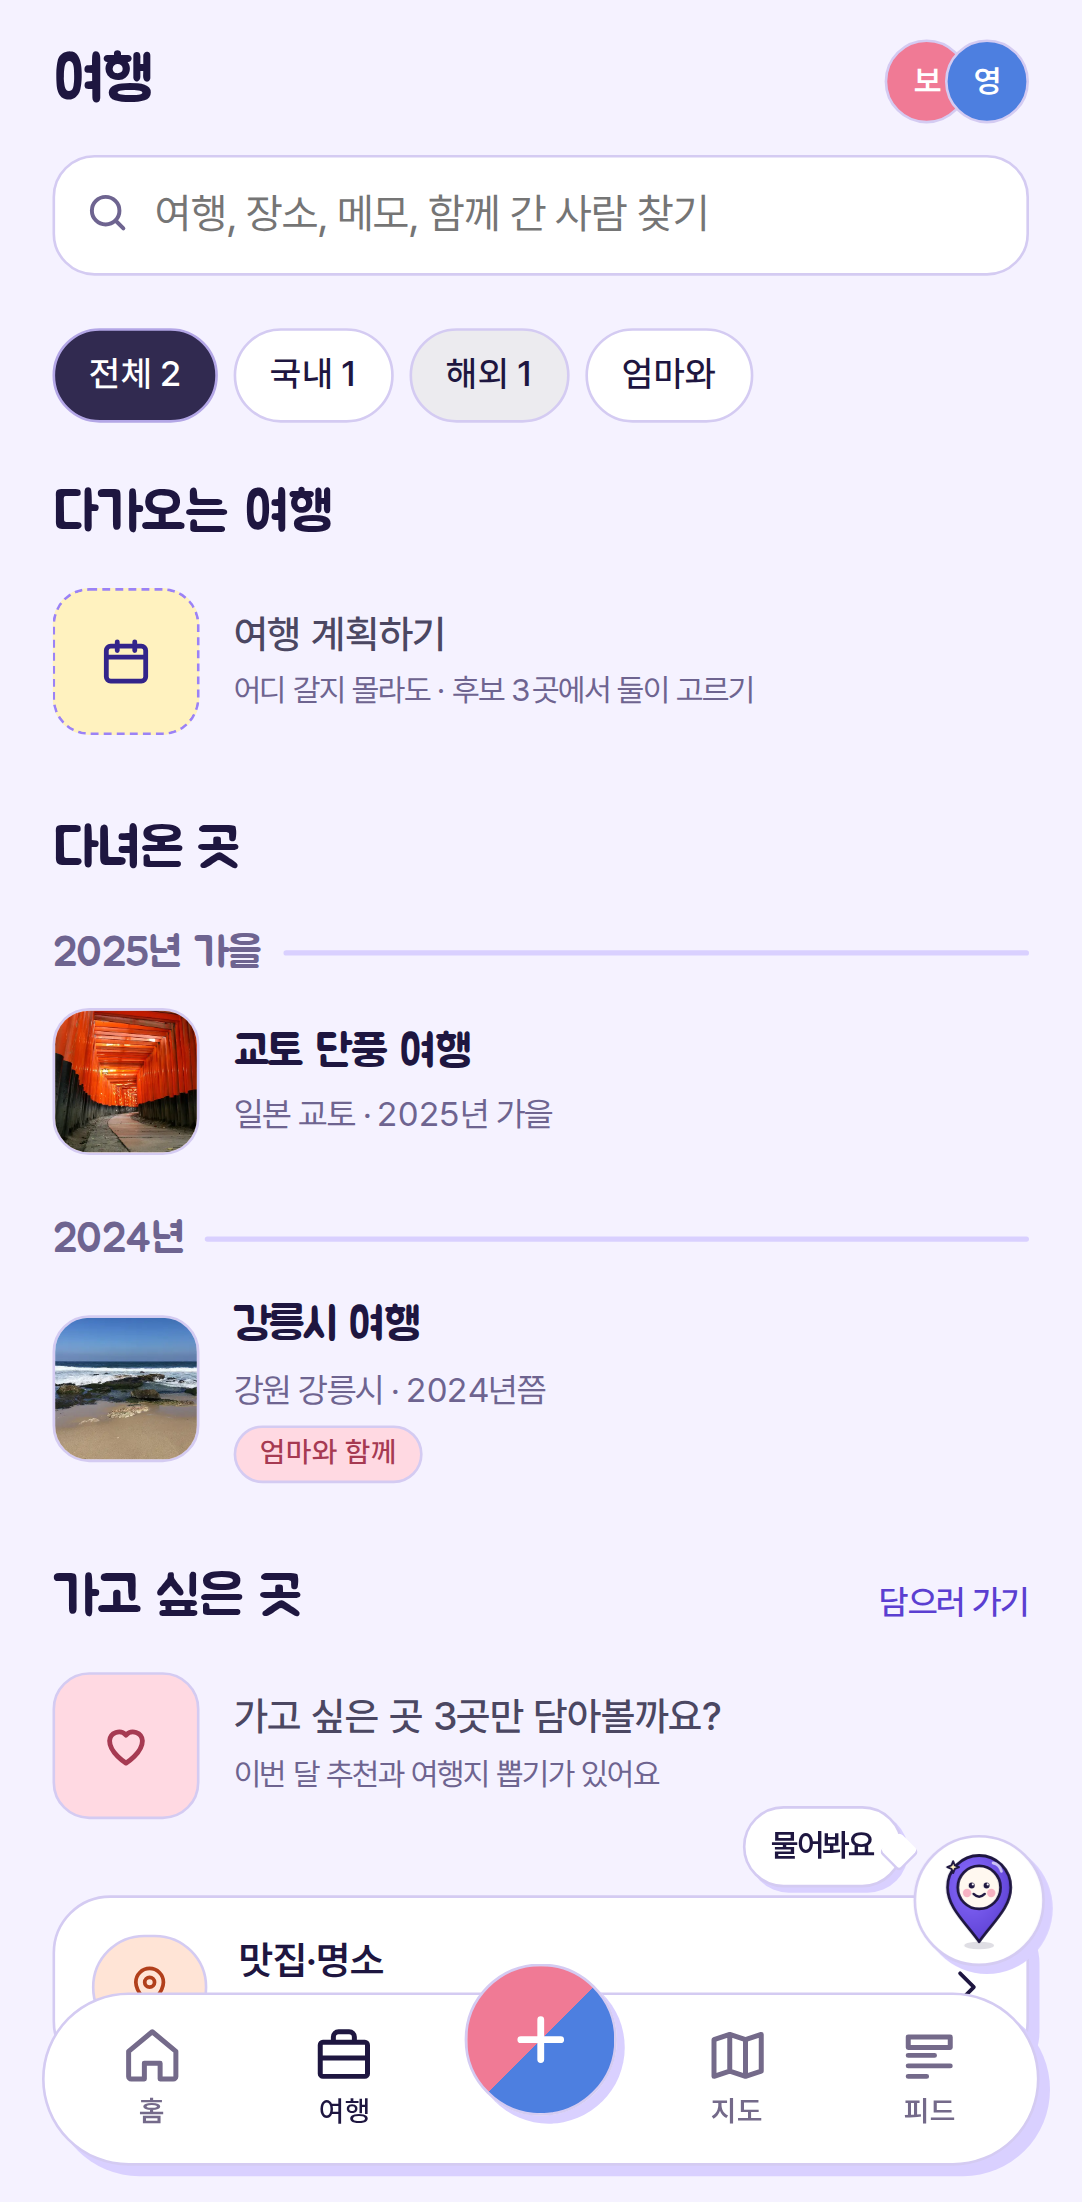 여행
보 영
여행, 장소, 메모, 함께 간 사람 찾기
전체 2 국내 1 해외 1 엄마와
다가오는 여행
여행 계획하기
어디 갈지 몰라도 · 후보 3곳에서 둘이 고르기
다녀온 곳
2025년 가을
교토 단풍 여행
일본 교토 · 2025년 가을
2024년
강릉시 여행
강원 강릉시 · 2024년쯤
엄마와 함께
가고 싶은 곳 담으러 가기
가고 싶은 곳 3곳만 담아볼까요?
이번 달 추천과 여행지 뽑기가 있어요
물어봐요
맛집·명소
홈 여행 지도 피드